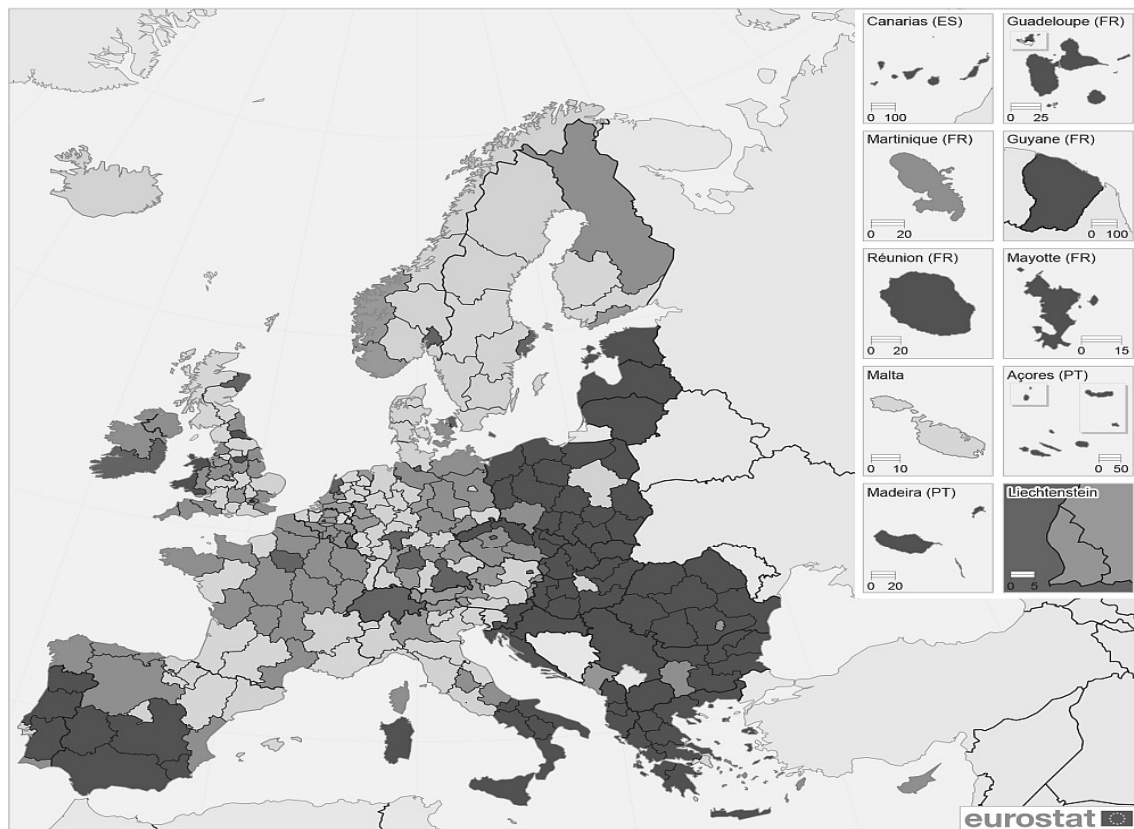 Canarias (ES)
0 100
Guadeloupe (FR)
0 25
Martinique (FR)
0 20
Guyane (FR)
0 100
Réunion (FR)
0 20
Mayotte (FR)
0 15
Malta
0 10
Açores (PT)
0 50
Madeira (PT)
0 20
Liechtenstein
0 5
eurostat